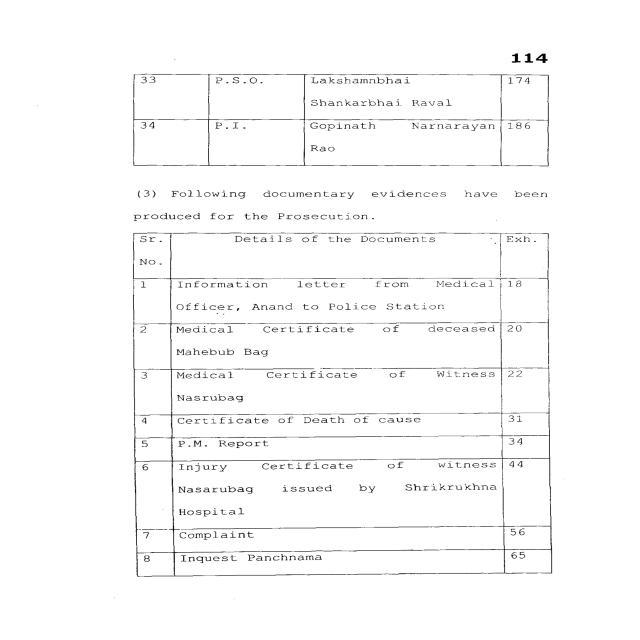 114
33 P.S.O. Lakshamnbhai 174
Shankarbhai Raval
34 P.I. Gopinath Narnarayan 186
Rao
(3) Following documentary evidences have been
produced for the Prosecution.
Sr. Details of the Documents Exh.
No.
1 Information letter from Medical 18
Officer, Anand to Police Station
2 Medical Certificate of deceased 20
Mahebub Bag
3 Medical Certificate of Witness 22
Nasrubag
4 Certificate of Death of cause 31
5 P.M. Report 34
6 Injury Certificate of witness 44
Nasarubag issued by Shrikrukhna
Hospital
7 Complaint 56
8 Inquest Panchnama 65